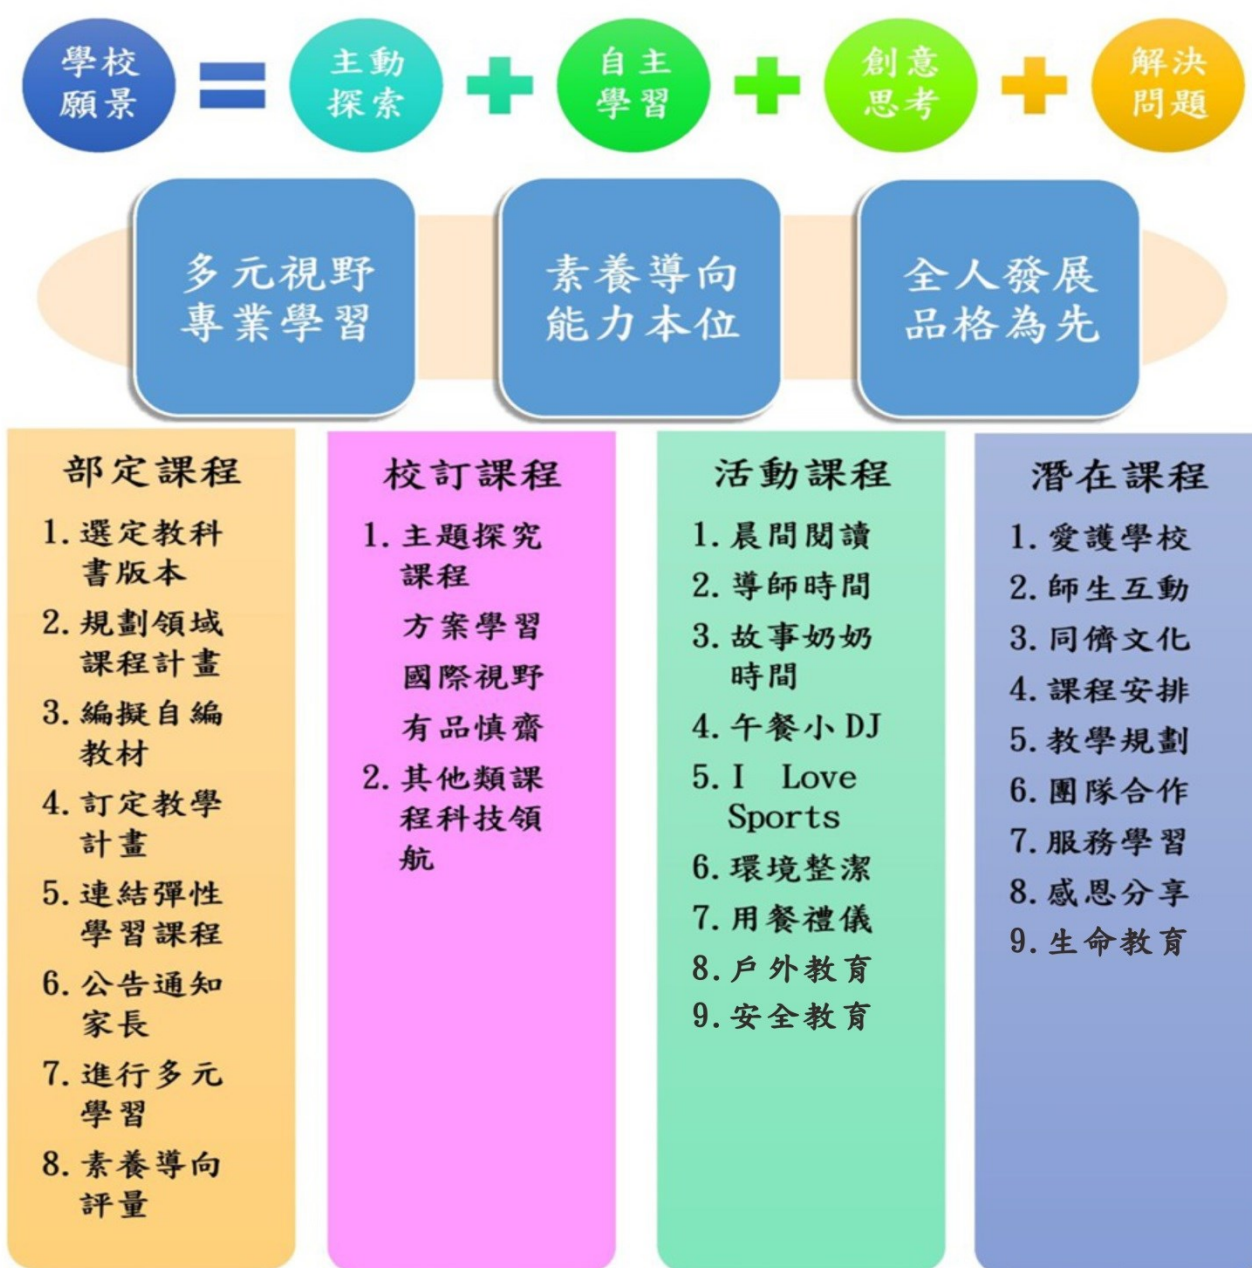 學校
願景
=
主動
探索
+
自主
學習
+
創意
思考
+
解決
問題
多元視野
專業學習
素養導向
能力本位
全人發展
品格為先
部定課程
1.選定教科
書版本
2.規劃領域
課程計畫
3.編擬自編
教材
4.訂定教學
計畫
5.連結彈性
學習課程
6.公告通知
家長
7.進行多元
學習
8.素養導向
評量
校訂課程
1.主題探究
課程
方案學習
國際視野
有品慎齋
2.其他類課
程科技領
航
活動課程
1.晨間閱讀
2.導師時間
3.故事奶奶
時間
4.午餐小DJ
5.I Love
Sports
6.環境整潔
7.用餐禮儀
8.戶外教育
9.安全教育
潛在課程
1.愛護學校
2.師生互動
3.同儕文化
4.課程安排
5.教學規劃
6.團隊合作
7.服務學習
8.感恩分享
9.生命教育